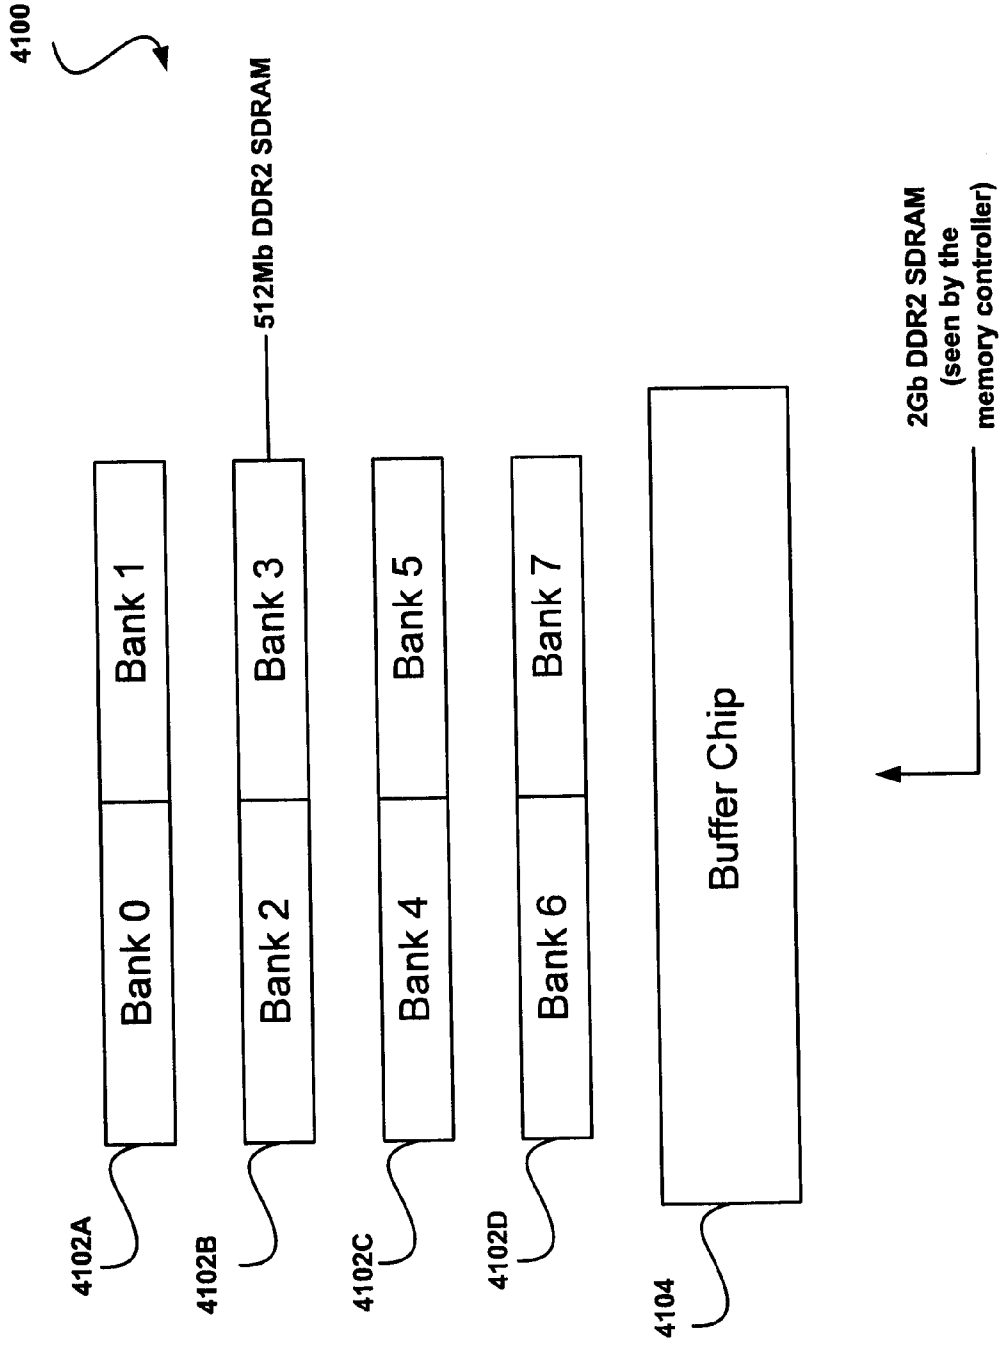 4100
512Mb DDR2 SDRAM
4102A
Bank 0
Bank 1
4102B
Bank 2
Bank 3
4102C
Bank 4
Bank 5
4102D
Bank 6
Bank 7
4104
Buffer Chip
2Gb DDR2 SDRAM
(seen by the
memory controller)